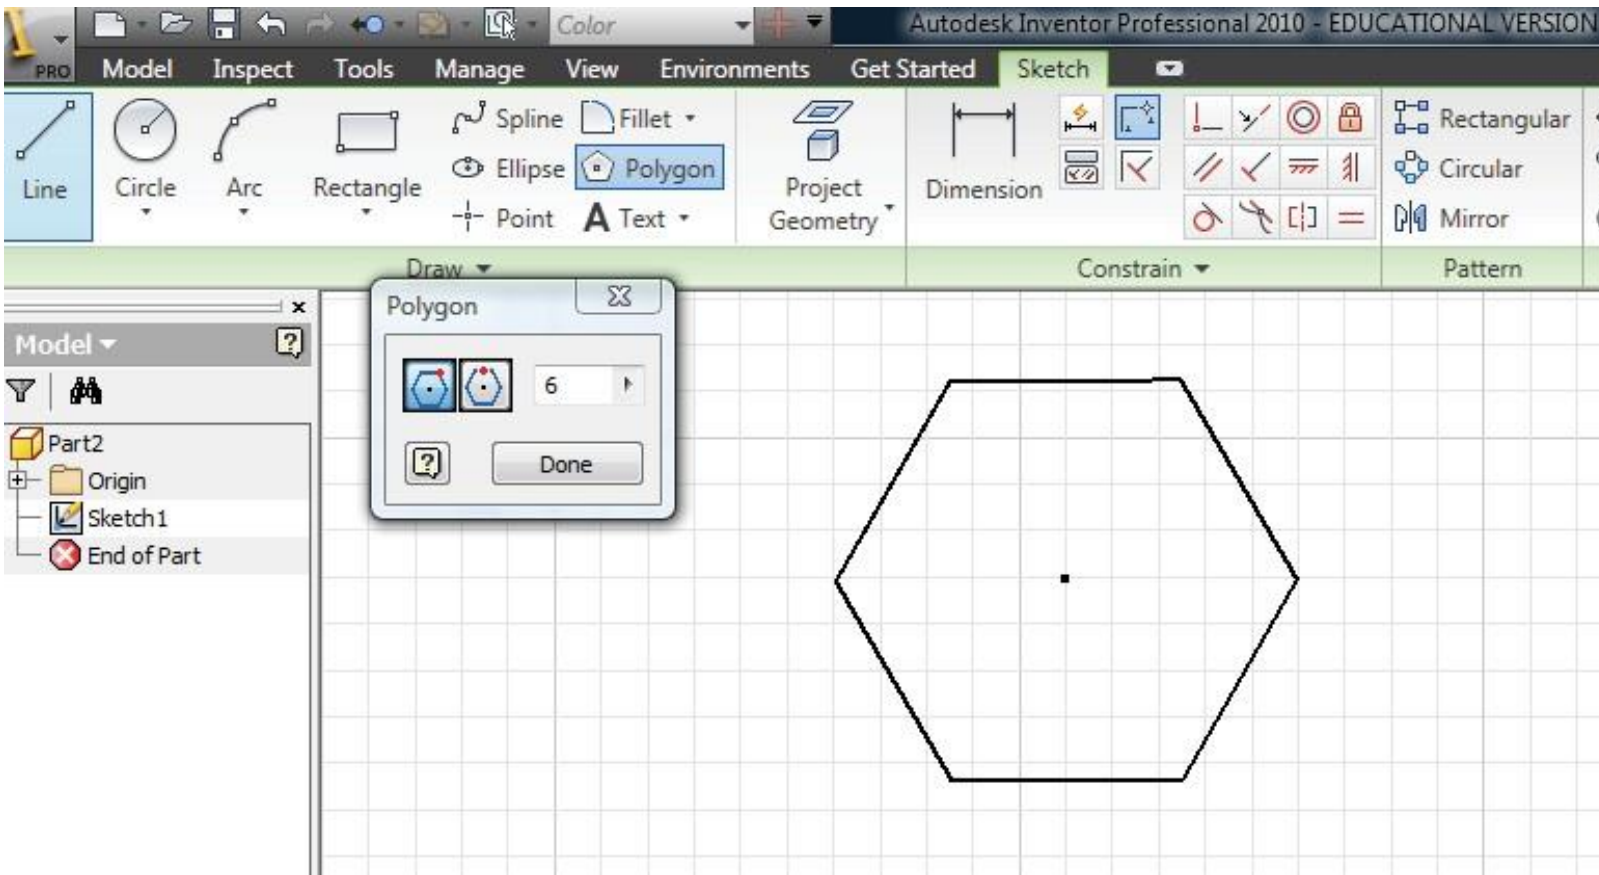 Color Autodesk Inventor Professional 2010 - EDUCATIONAL VERSION
PRO Model Inspect Tools Manage View Environments Get Started Sketch
Line
Circle
Arc
Rectangle
Spline Fillet
Ellipse Polygon
Point A Text
Project
Geometry
Dimension
Rectangular
Circular
Mirror
Draw Constrain Pattern
Model
Part2
Origin
Sketch1
End of Part
Polygon
6
Done